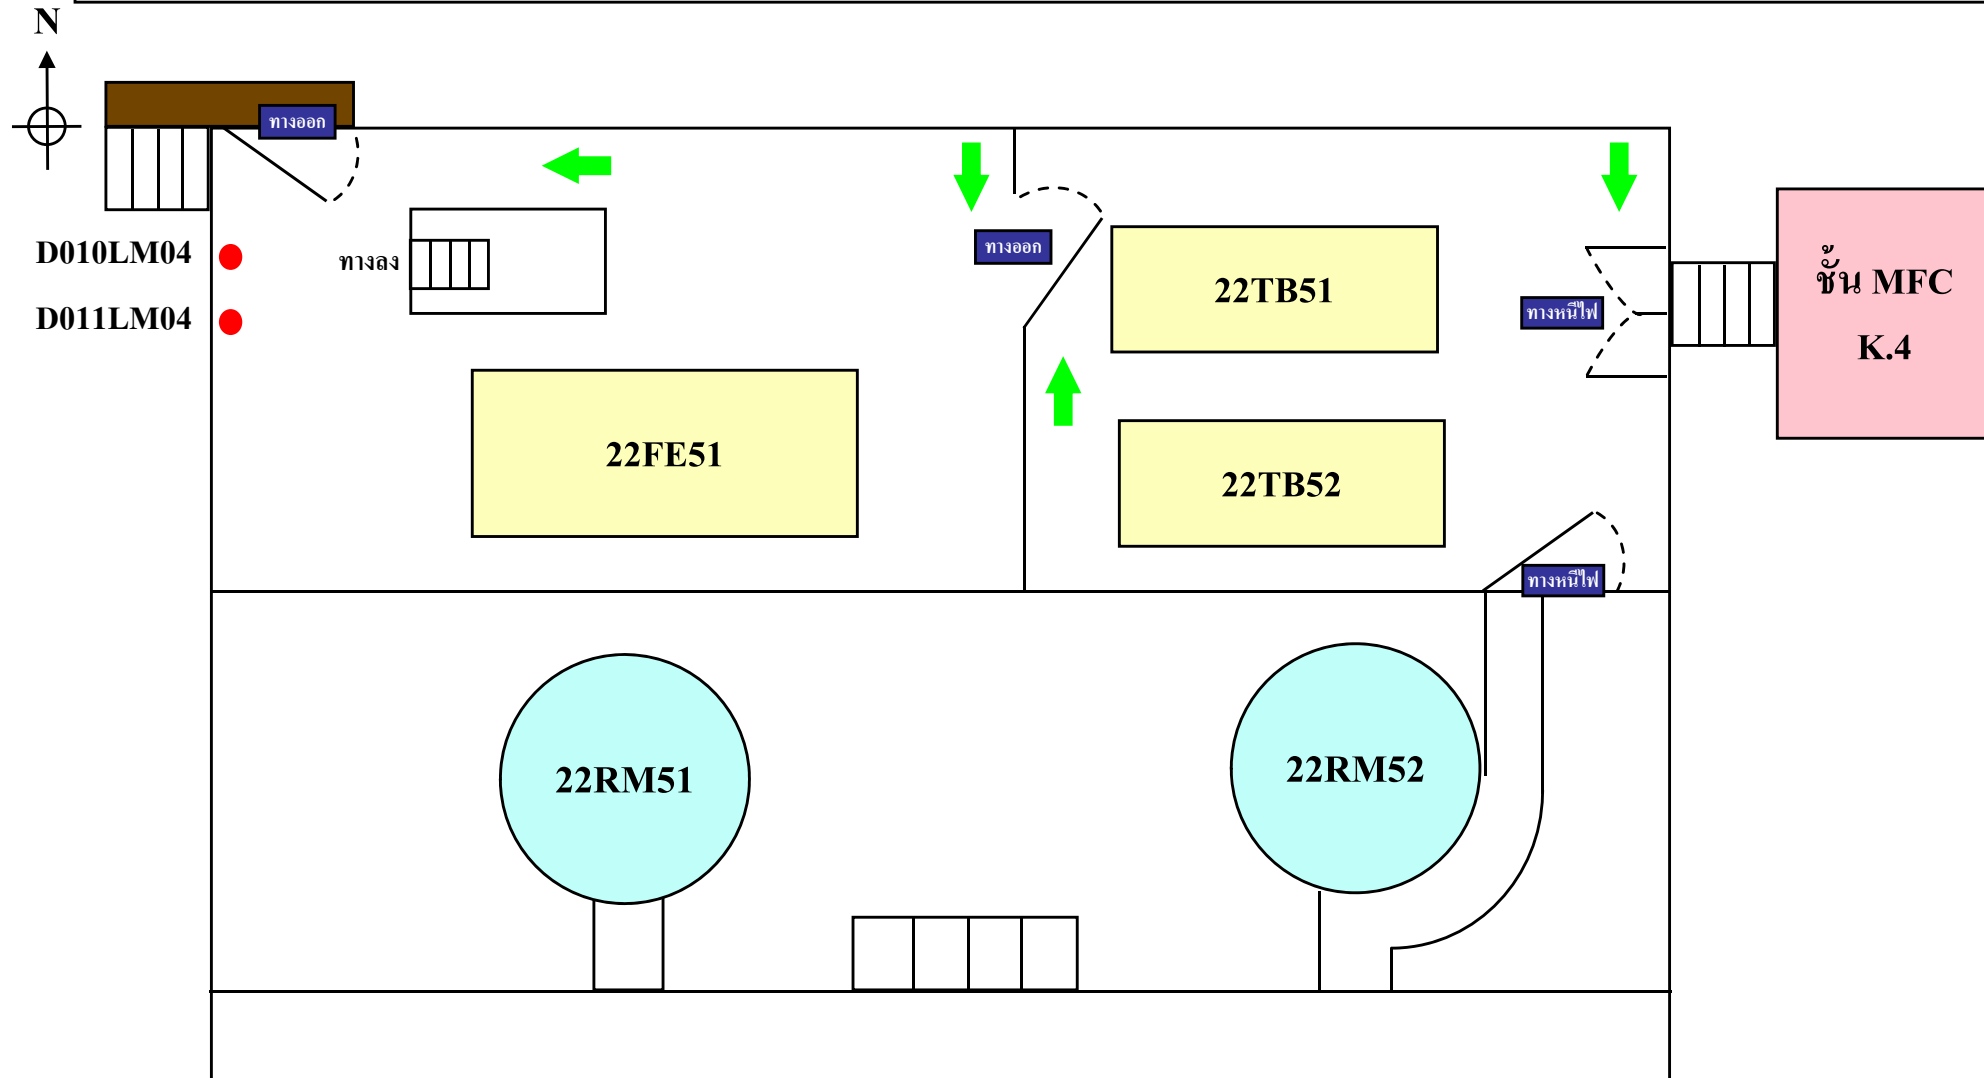 N
ทางออก
D010LM04
ทางลง
D011LM04
ทางออก
22TB51
ทางหนีไฟ
ชั้น MFC
K.4
22FE51
22TB52
ทางหนีไฟ
22RM51
22RM52